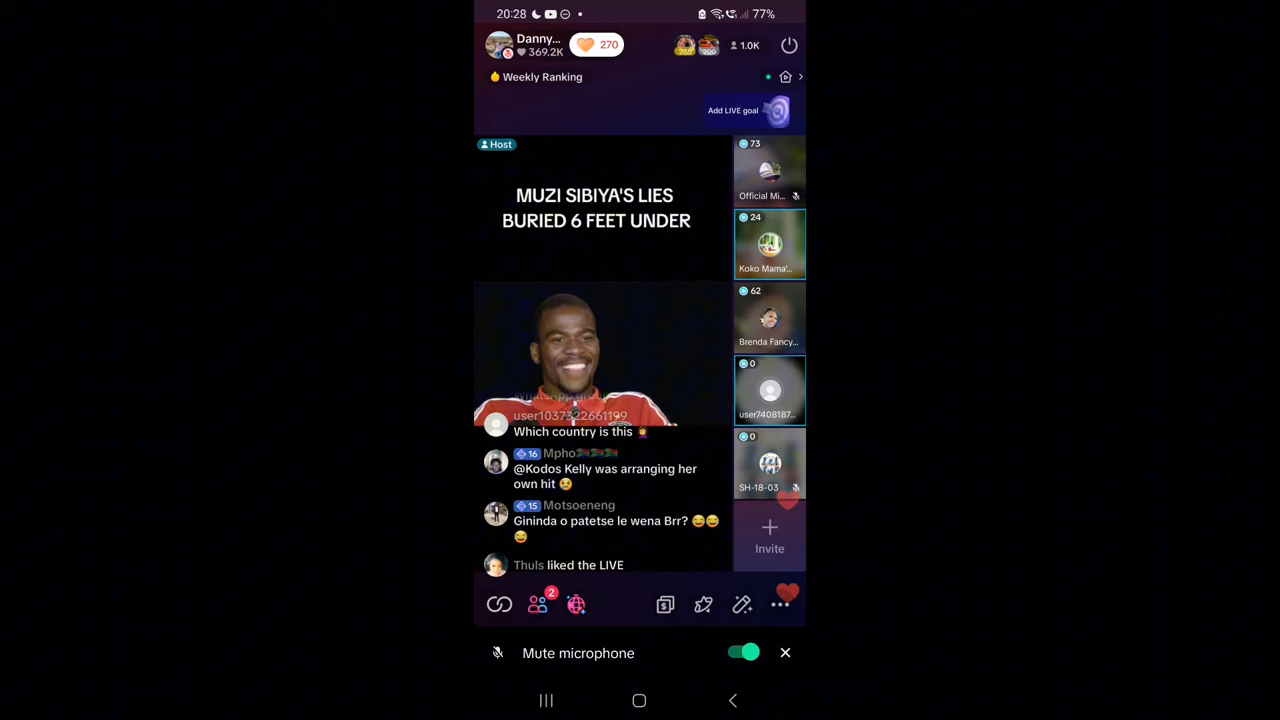 20:28
77%
Danny...
369.2K
270
265
200
1.0K
Weekly Ranking
Add LIVE goal
Host
MUZI SIBIYA'S LIES
BURIED 6 FEET UNDER
73
Official Mi...
24
Koko Mama'...
62
Brenda Fancy...
0
user7408187...
0
SH-18-03
Invite
WhatsApp
user1037322661199
Which country is this
16 Mpho
@Kodos Kelly was arranging her
own hit
15 Motsoeneng
Gininda o patetse le wena Brr?
Thuls liked the LIVE
2
Mute microphone